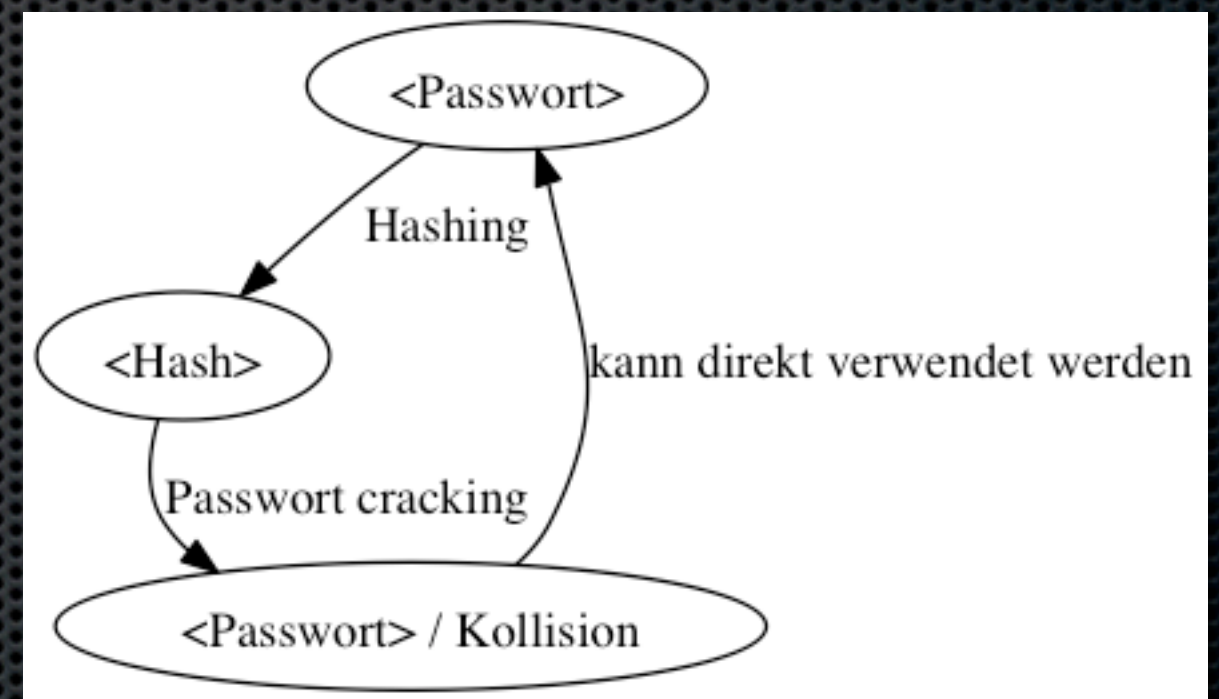 <Passwort>
Hashing
<Hash>
kann direkt verwendet werden
Passwort cracking
<Passwort> / Kollision